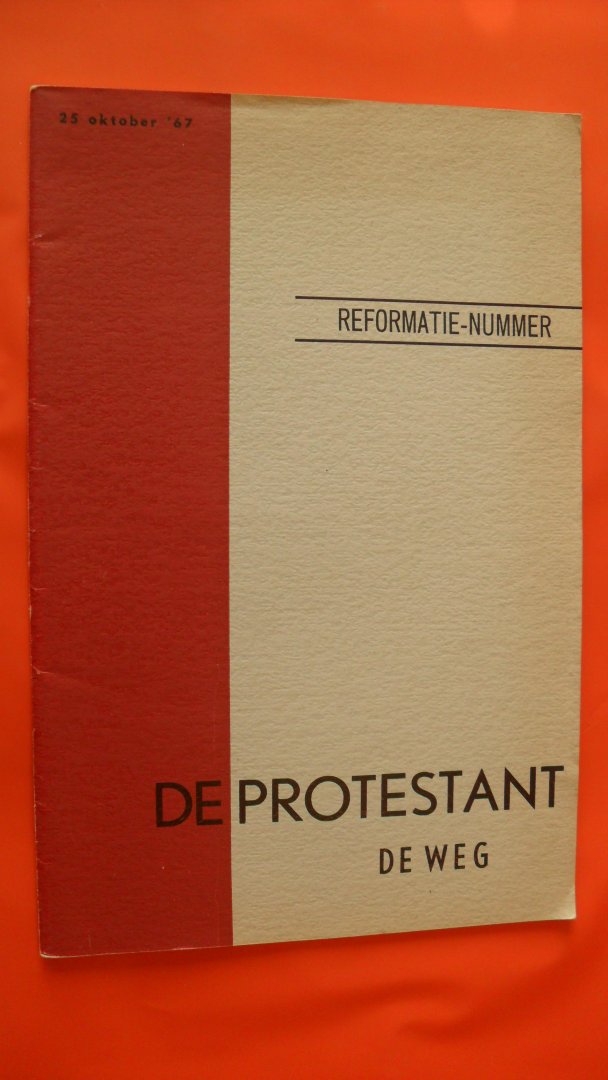 25 oktober '67
REFORMATIE-NUMMER
DE PROTESTANT
DE WEG